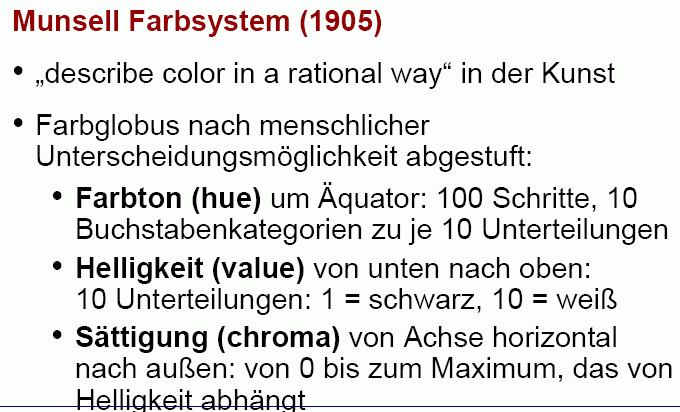 Munsell Farbsystem (1905)
• „describe color in a rational way“ in der Kunst
• Farbglobus nach menschlicher
Unterscheidungsmöglichkeit abgestuft:
• Farbton (hue) um Äquator: 100 Schritte, 10
Buchstabenkategorien zu je 10 Unterteilungen
• Helligkeit (value) von unten nach oben:
10 Unterteilungen: 1 = schwarz, 10 = weiß
• Sättigung (chroma) von Achse horizontal
nach außen: von 0 bis zum Maximum, das von
Helligkeit abhängt